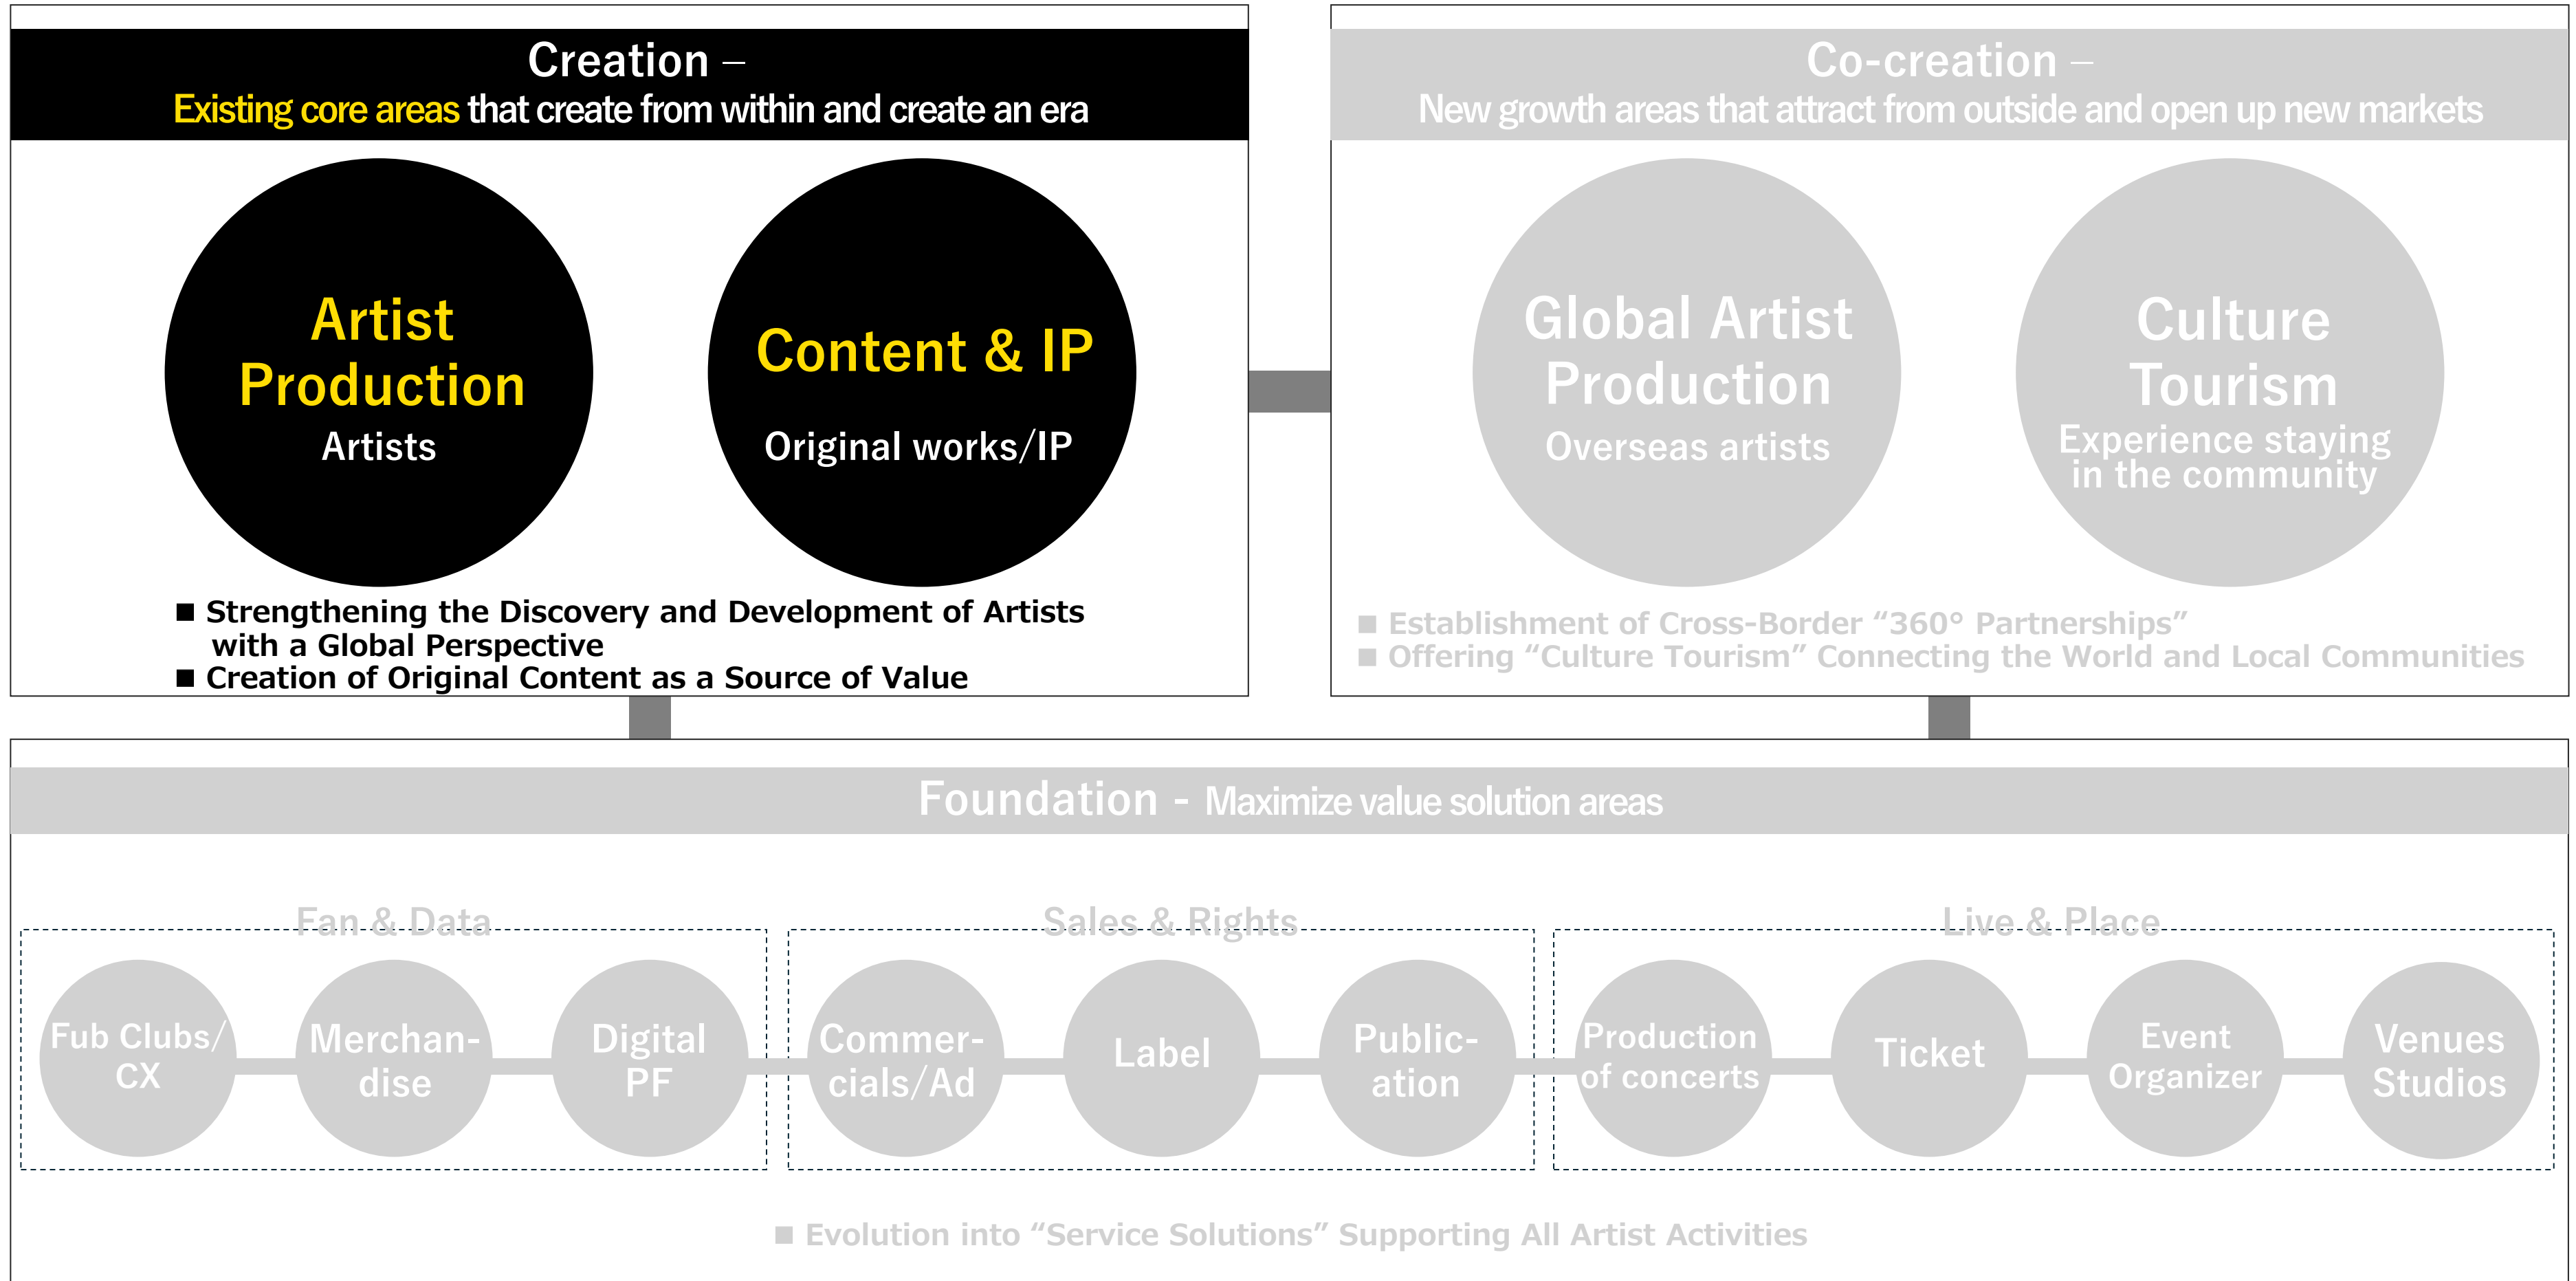 Creation –
Existing core areas that create from within and create an era
Artist
Production
Artists
Content & IP
Original works/IP
■ Strengthening the Discovery and Development of Artists
with a Global Perspective
■ Creation of Original Content as a Source of Value
Co-creation –
New growth areas that attract from outside and open up new markets
Global Artist
Production
Overseas artists
Culture
Tourism
Experience staying
in the community
■ Establishment of Cross-Border “360° Partnerships”
■ Offering “Culture Tourism” Connecting the World and Local Communities
Foundation - Maximize value solution areas
Fan & Data
Fub Clubs/
CX
Merchan-
dise
Digital
PF
Sales & Rights
Commer-
cials/Ad
Label
Public-
ation
Live & Place
Production
of concerts
Ticket
Event
Organizer
Venues
Studios
■ Evolution into “Service Solutions” Supporting All Artist Activities